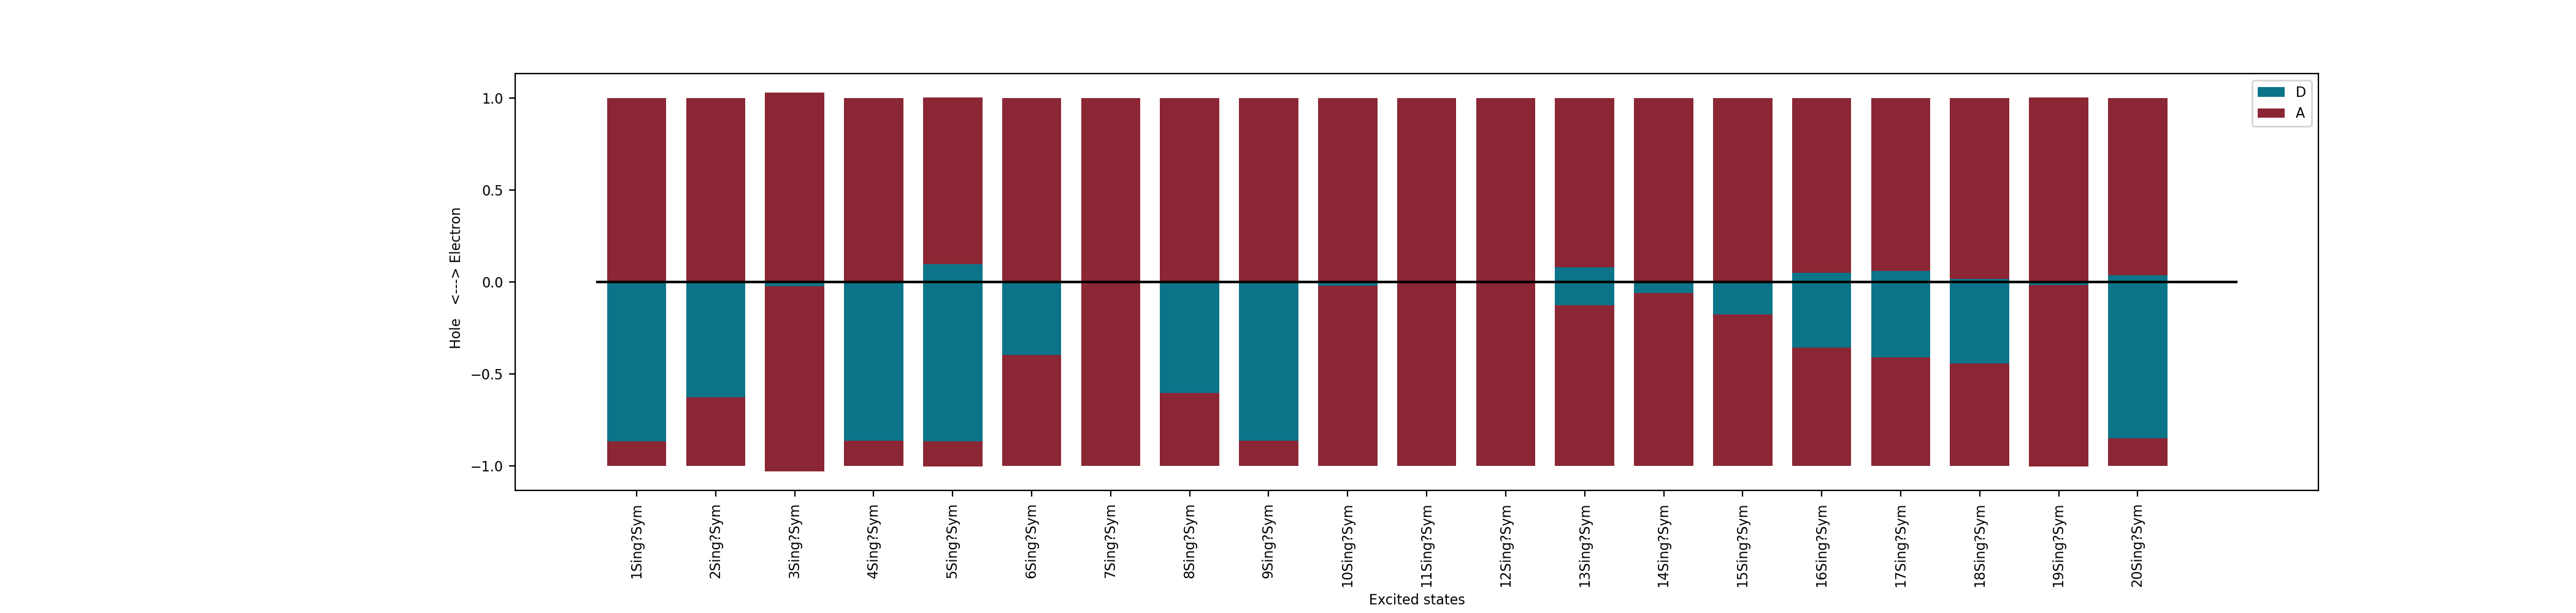 D
A
1.0
0.5
0.0
−0.5
−1.0
Hole <----> Electron
1Sing?Sym
2Sing?Sym
3Sing?Sym
4Sing?Sym
5Sing?Sym
6Sing?Sym
7Sing?Sym
8Sing?Sym
9Sing?Sym
10Sing?Sym
11Sing?Sym
12Sing?Sym
13Sing?Sym
14Sing?Sym
15Sing?Sym
16Sing?Sym
17Sing?Sym
18Sing?Sym
19Sing?Sym
20Sing?Sym
Excited states